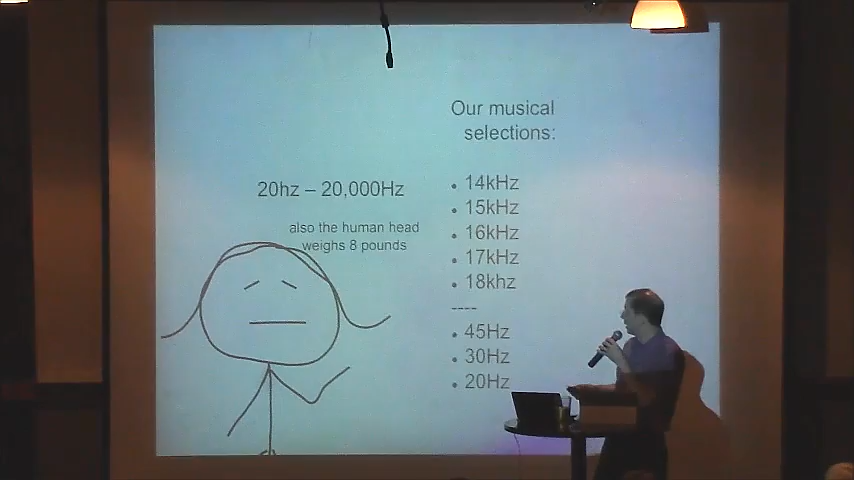 20hz – 20,000Hz
also the human head
weighs 8 pounds
Our musical
selections:
• 14kHz
• 15kHz
• 16kHz
• 17kHz
• 18khz
----
• 45Hz
• 30Hz
• 20Hz